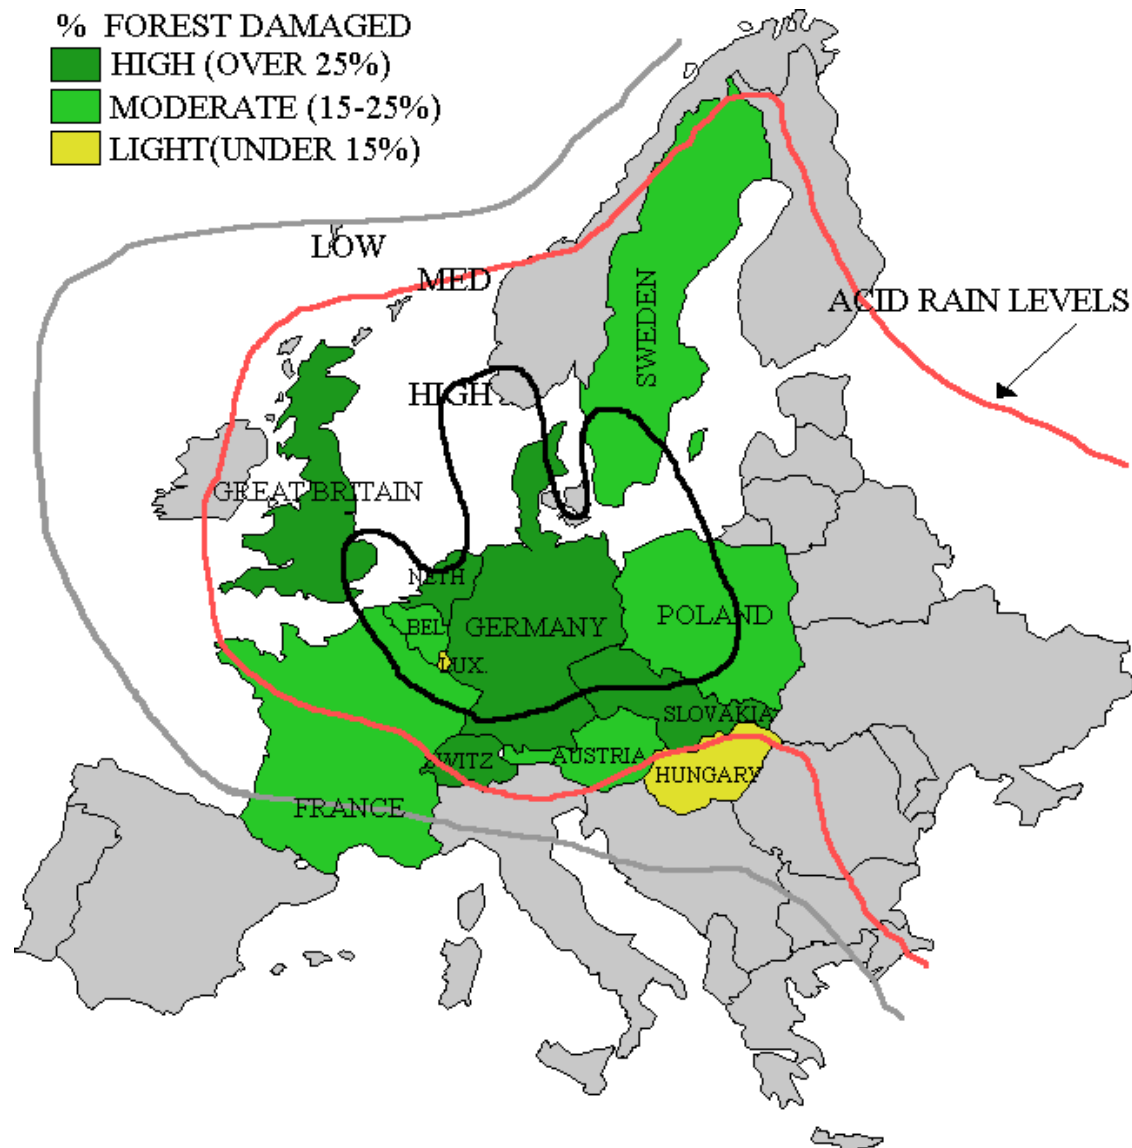 % FOREST DAMAGED
HIGH (OVER 25%)
MODERATE (15-25%)
LIGHT(UNDER 15%)
LOW
MED
ACID RAIN LEVELS
SWEDEN
HIGH
GREAT BRITAIN
NETH
BEL
GERMANY
POLAND
LUX.
SLOVAKIA
SWITZ
AUSTRIA
HUNGARY
FRANCE